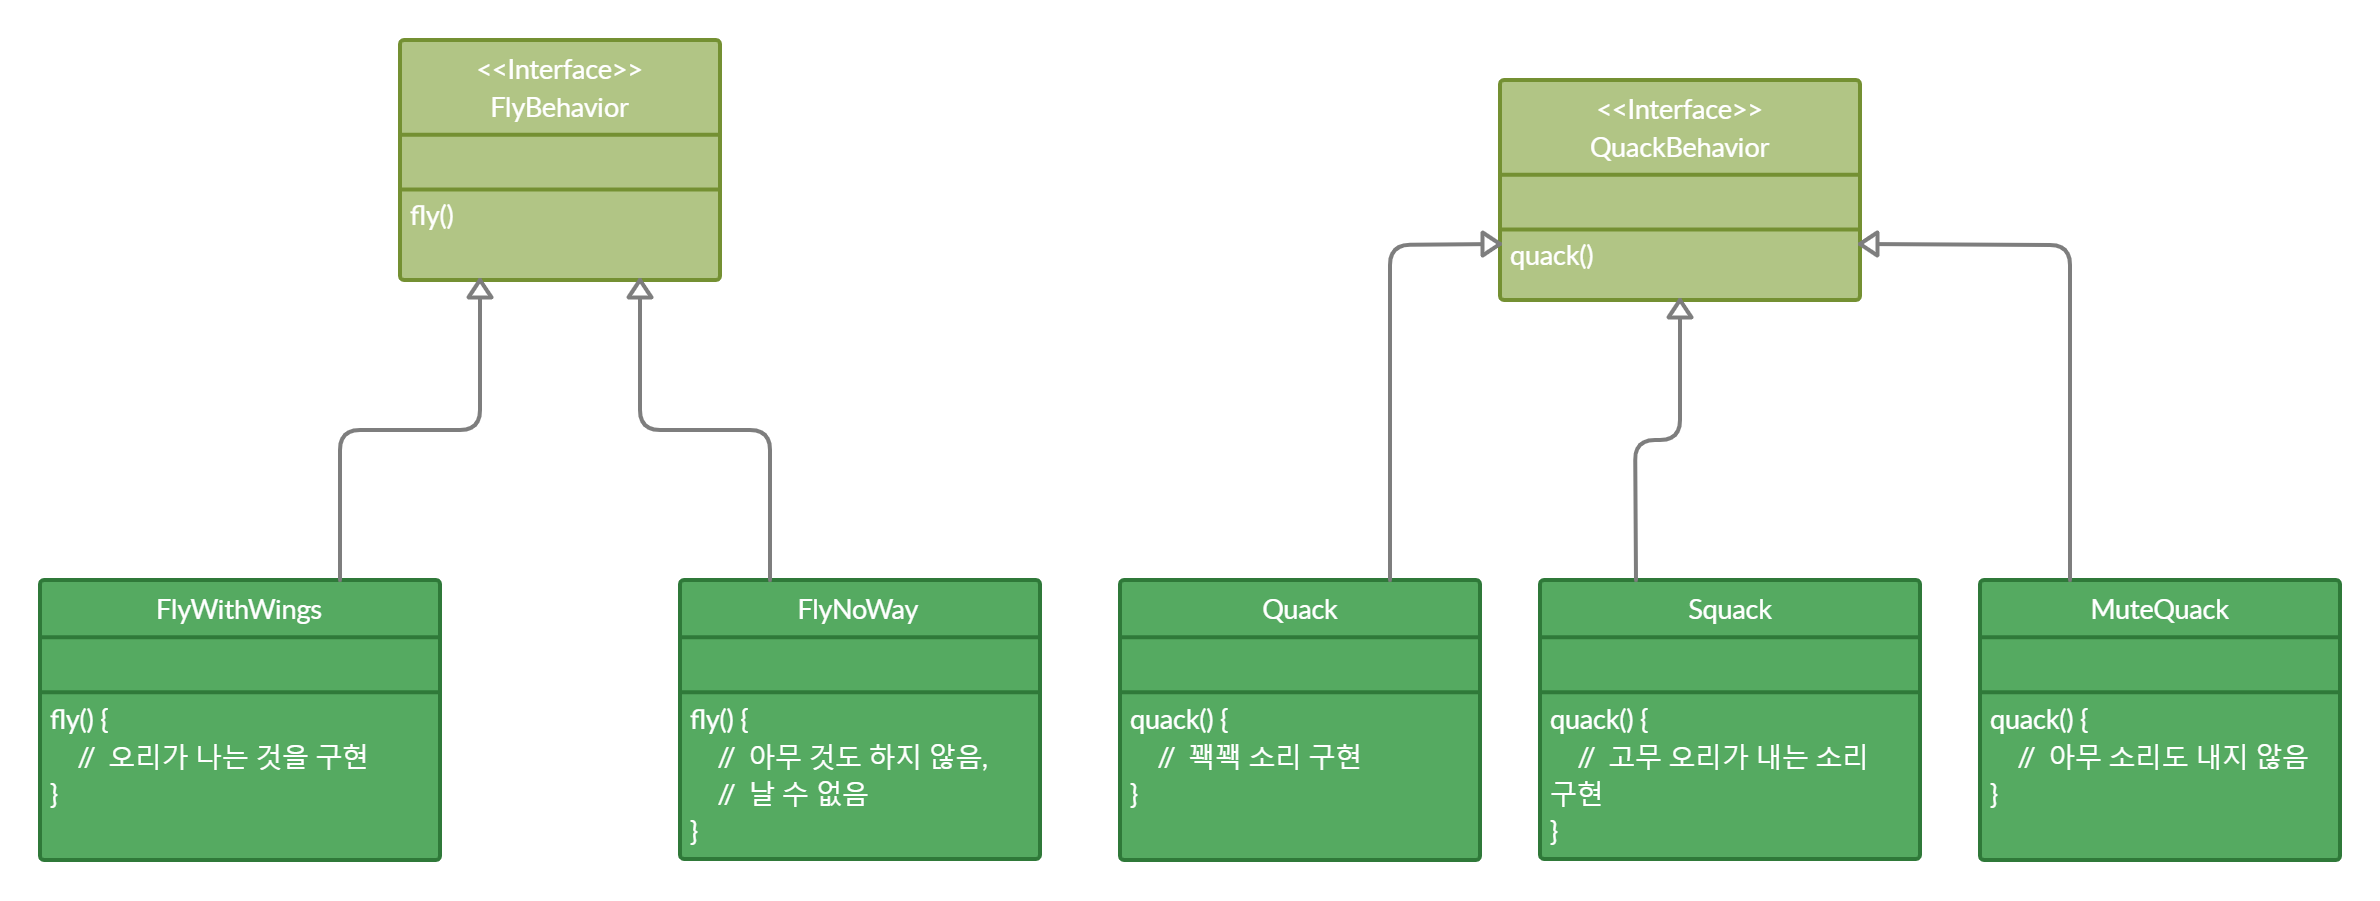 <<Interface>>
FlyBehavior
fly()
<<Interface>>
QuackBehavior
quack()
FlyWithWings
fly() {
// 오리가 나는 것을 구현
}
FlyNoWay
fly() {
// 아무 것도 하지 않음,
// 날 수 없음
}
Quack
quack() {
// 꽥꽥 소리 구현
}
Squack
quack() {
// 고무 오리가 내는 소리
구현
}
MuteQuack
quack() {
// 아무 소리도 내지 않음
}